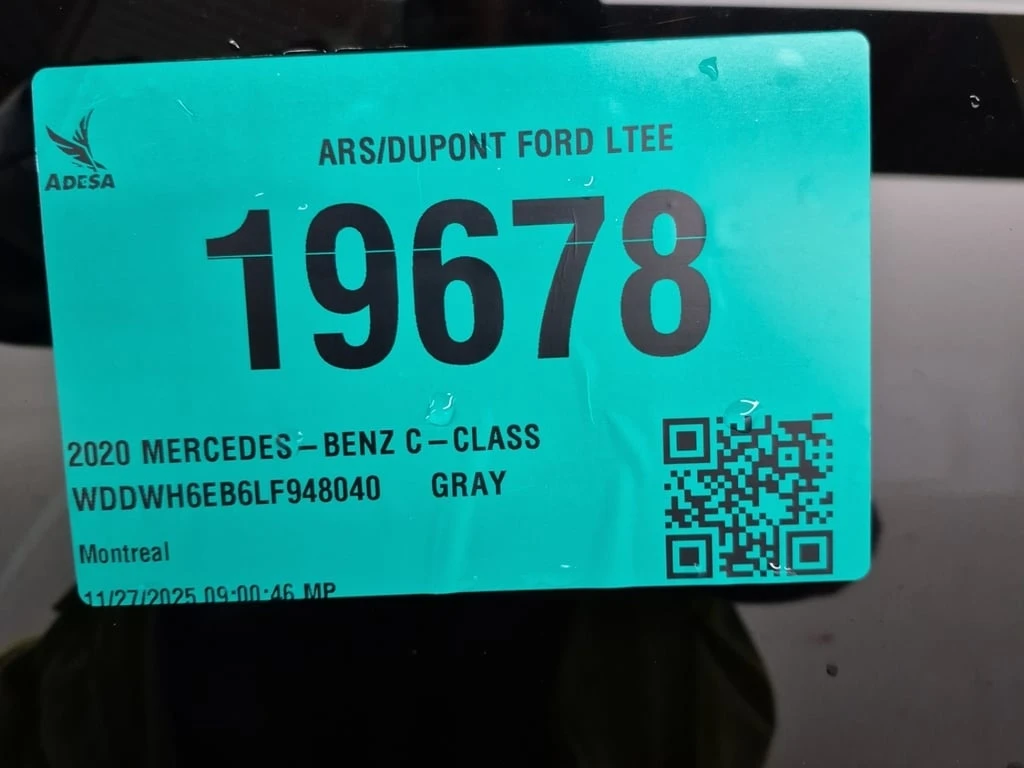 ADESA
ARS/DUPONT FORD LTEE
19678
2020 MERCEDES-BENZ C-CLASS
WDDWH6EB6LF948040 GRAY
Montreal
11/27/2025 09:00:46 MP